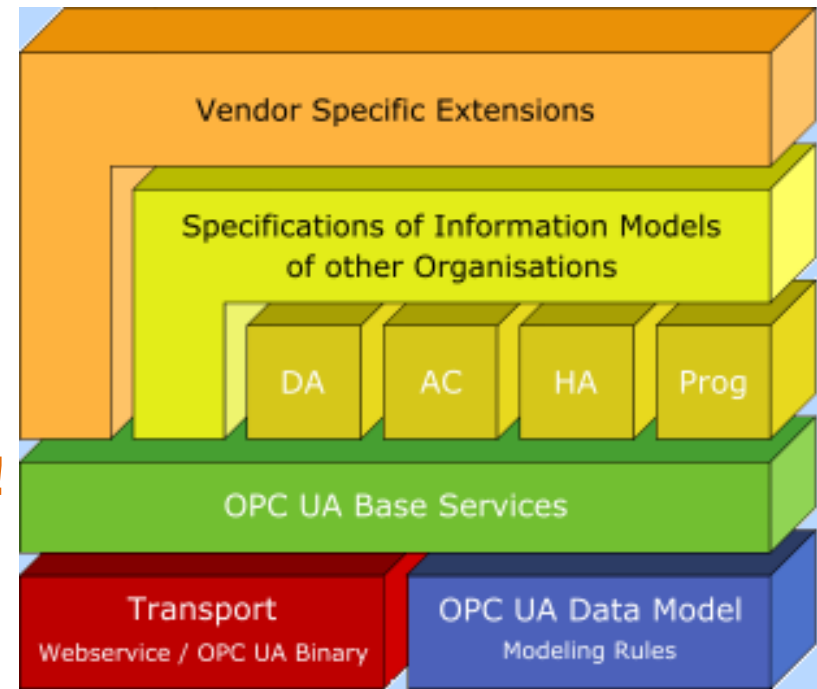 Vendor Specific Extensions
Specifications of Information Models
of other Organisations
DA AC HA Prog
!
OPC UA Base Services
Transport OPC UA Data Model
Webservice / OPC UA Binary Modeling Rules